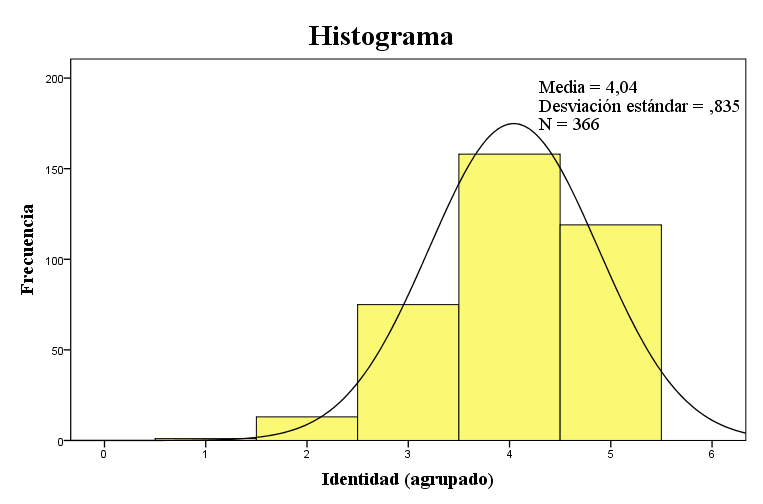 Histograma
Media = 4,04
Desviación estándar = ,835
N = 366
Frecuencia
200
150
100
50
0
0 1 2 3 4 5 6
Identidad (agrupado)